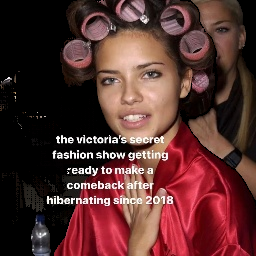 the victoria's secret
fashion show getting
ready to make a
comeback after
hibernating since 2018